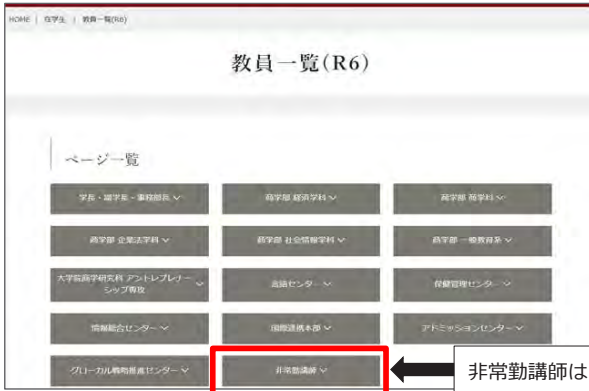 HOME | 在学生 | 教員一覧(R6)
教員一覧(R6)
ページ一覧
学長・副学長・事務局長
商学部 経済学科
商学部 商学科
商学部 企業法学科
商学部 社会情報学科
商学部 一般教育系
大学院商学研究科 アントレプレナーシップ専攻
言語センター
保健管理センター
情報総合センター
国際連携本部
アドミッションセンター
グローカル戦略推進センター
非常勤講師
非常勤講師は